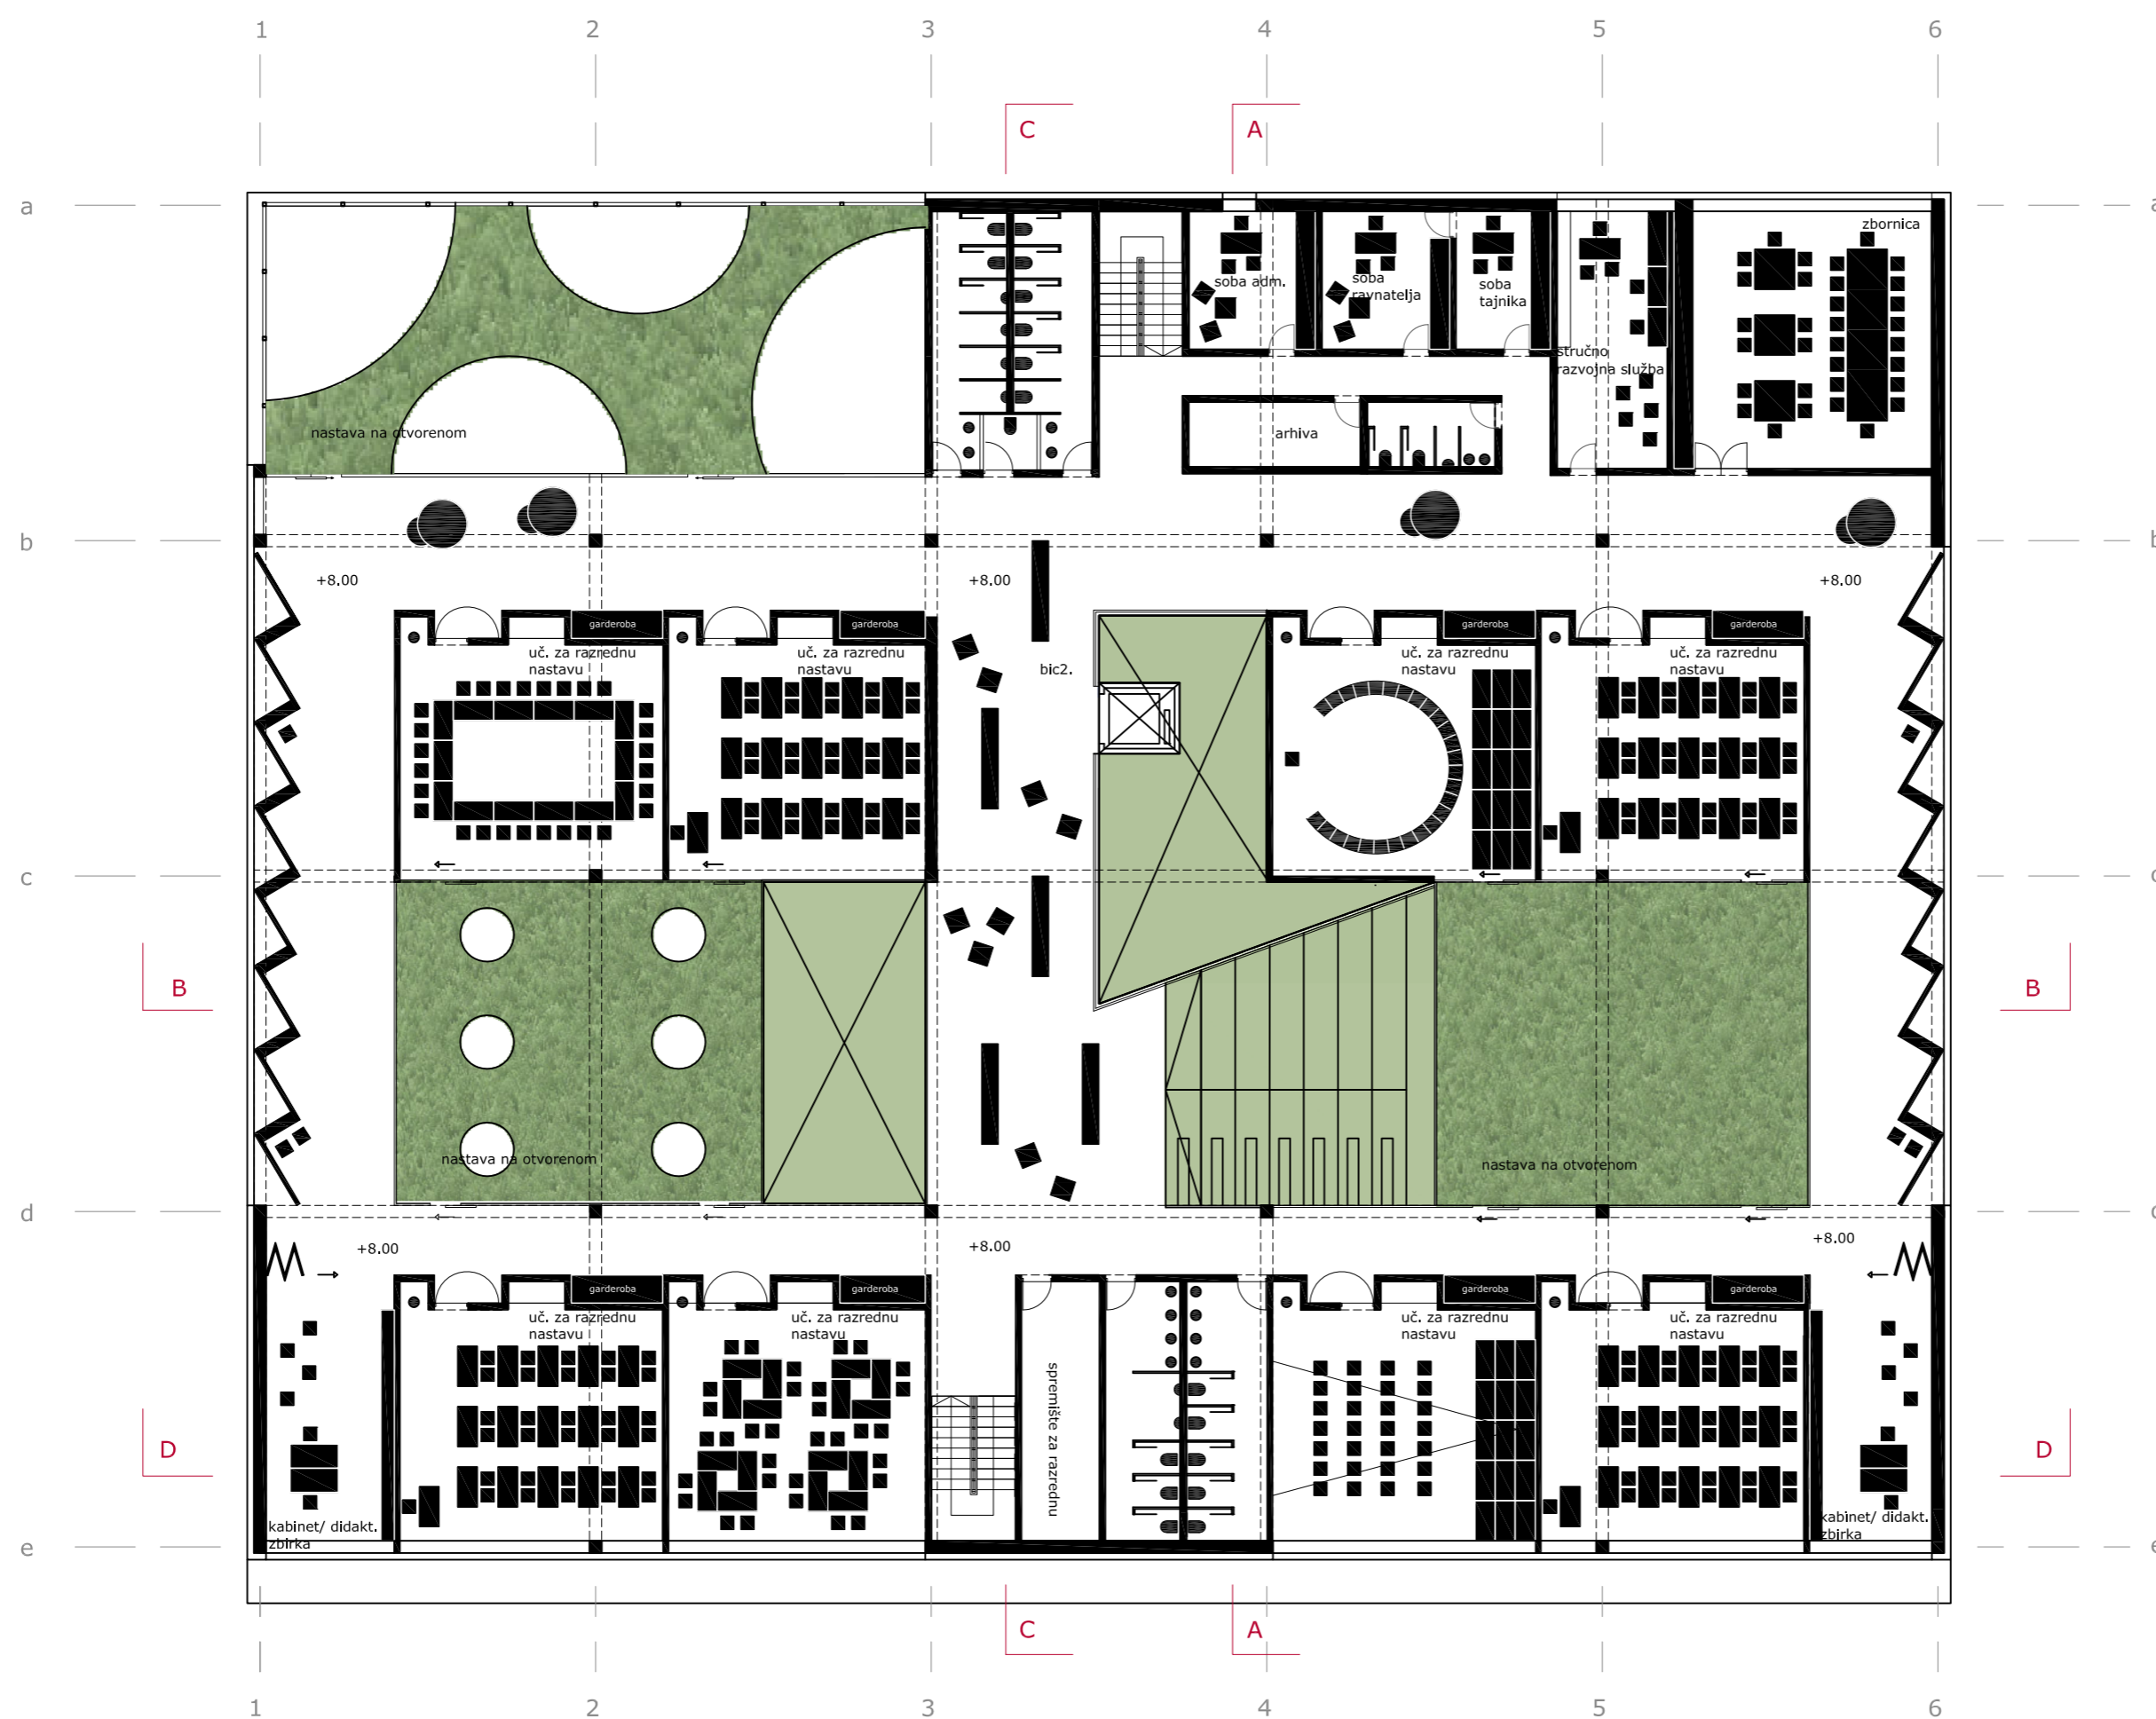 1 2 3 4 5 6
C A
a a
zbornica
soba adm.
soba
ravnatelja
soba
tajnika
stručno
razvojna služba
nastava na otvorenom
arhiva
b b
+8.00 +8.00 +8.00
garderoba garderoba garderoba garderoba
uč. za razrednu
nastavu
uč. za razrednu
nastavu
bic2.
uč. za razrednu
nastavu
uč. za razrednu
nastavu
c c
B B
nastava na otvorenom
nastava na otvorenom
d d
+8.00 +8.00 +8.00
garderoba garderoba garderoba garderoba
uč. za razrednu
nastavu
uč. za razrednu
nastavu
spremište za razrednu
uč. za razrednu
nastavu
uč. za razrednu
nastavu
D D
kabinet/ didakt.
zbirka
kabinet/ didakt.
zbirka
e e
C A
1 2 3 4 5 6